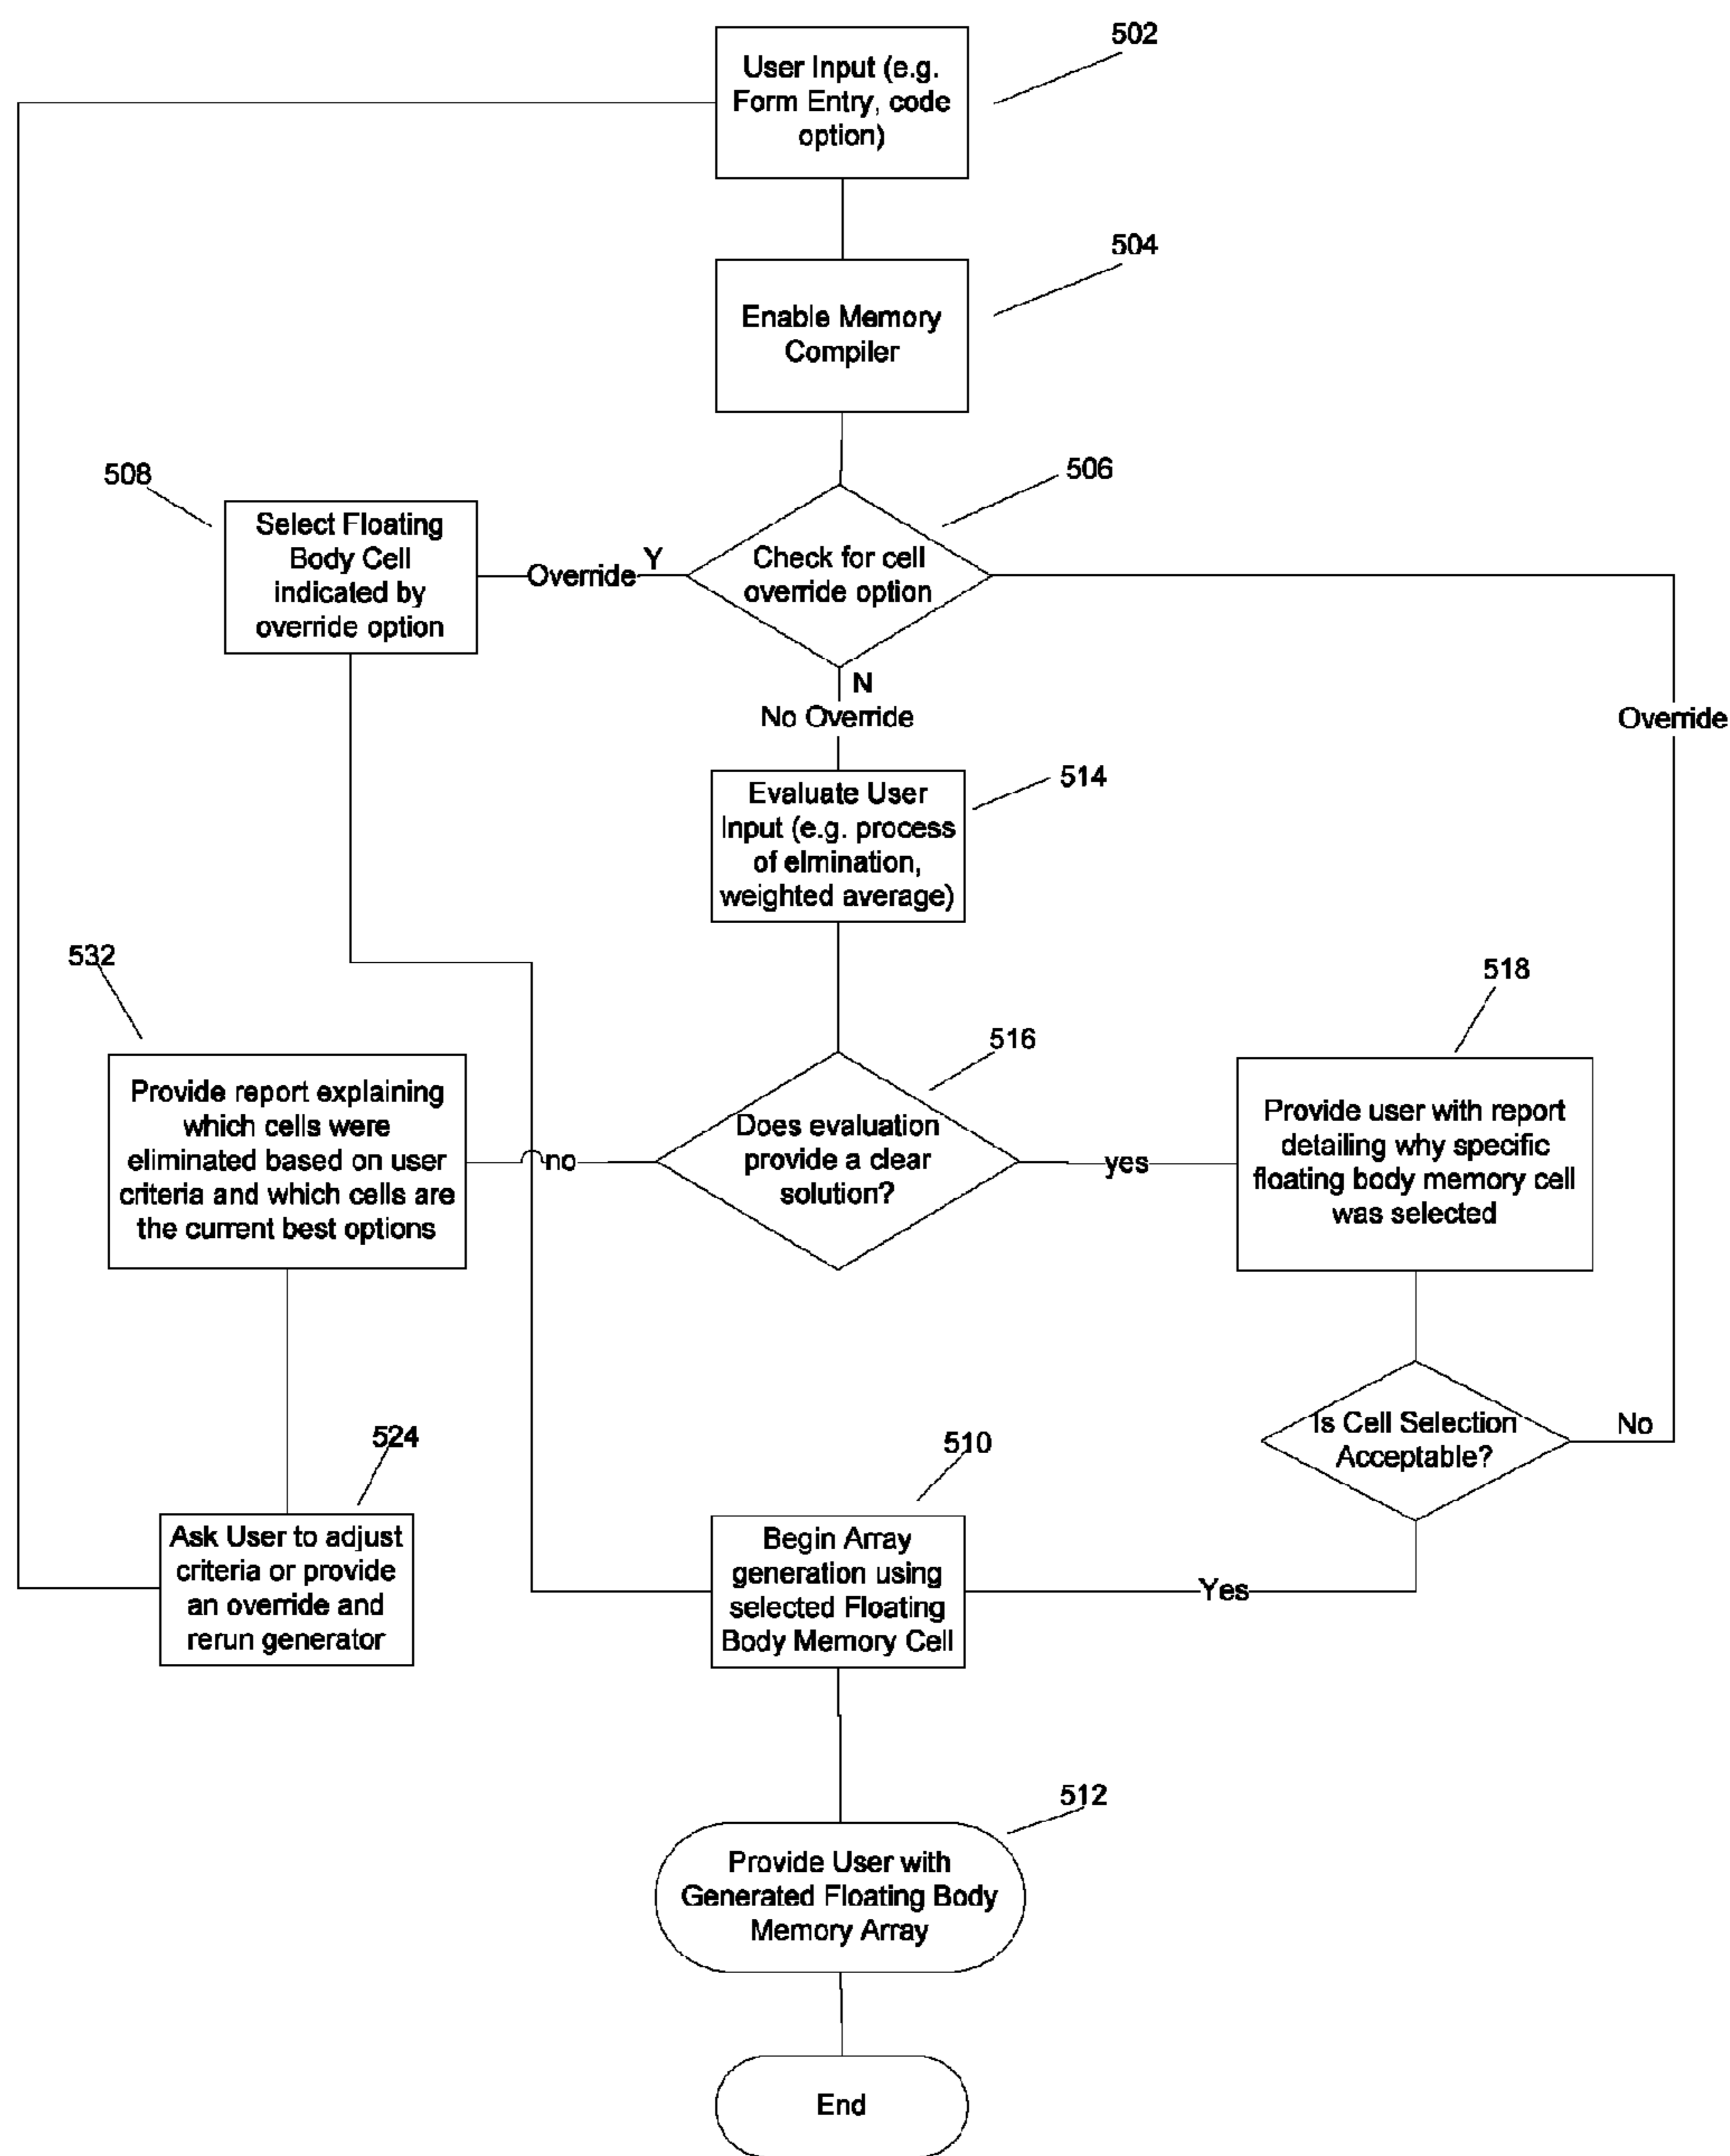 502
User Input (e.g.
Form Entry, code
option)
504
Enable Memory
Compiler
508
506
Select Floating
Body Cell
indicated by
override option
Override
Y
Check for cell
override option
N
No Override
Override
514
Evaluate User
Input (e.g. process
of elmination,
weighted average)
532
518
516
Provide report explaining
which cells were
eliminated based on user
criteria and which cells are
the current best options
no
Does evaluation
provide a clear
solution?
yes
Provide user with report
detailing why specific
floating body memory cell
was selected
524
510
Is Cell Selection
Acceptable?
No
Ask User to adjust
criteria or provide
an override and
rerun generator
Begin Array
generation using
selected Floating
Body Memory Cell
Yes
512
Provide User with
Generated Floating Body
Memory Array
End